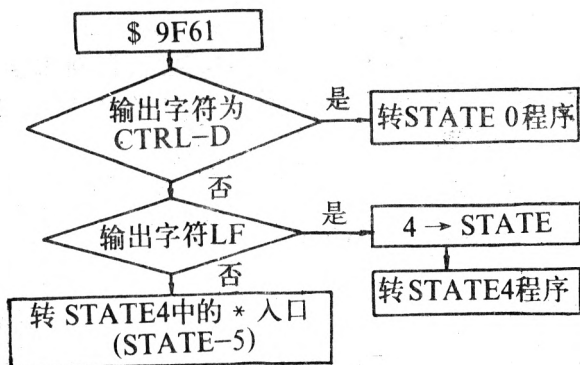 $ 9F61
输出字符为
CTRL-D
是
转STATE 0程序
否
输出字符LF
是
4 → STATE
否
转STATE4程序
转 STATE4中的 * 入口
(STATE-5)